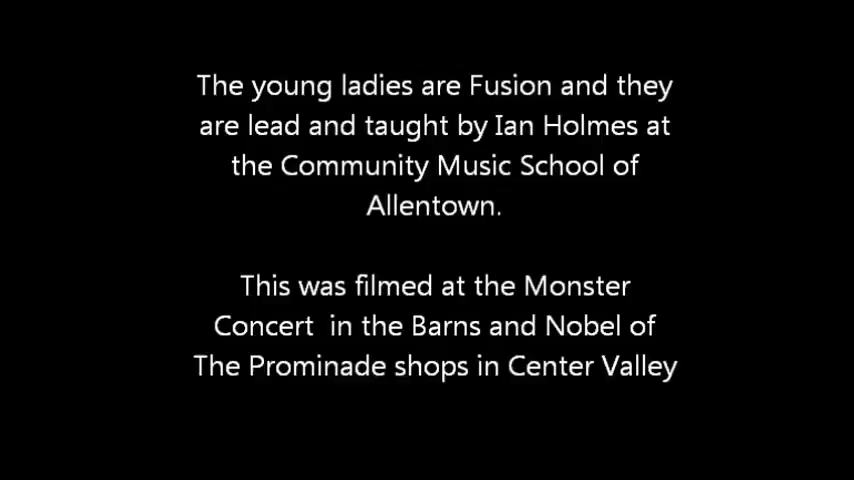 The young ladies are Fusion and they
are lead and taught by Ian Holmes at
the Community Music School of
Allentown.
This was filmed at the Monster
Concert  in the Barns and Nobel of
The Prominade shops in Center Valley